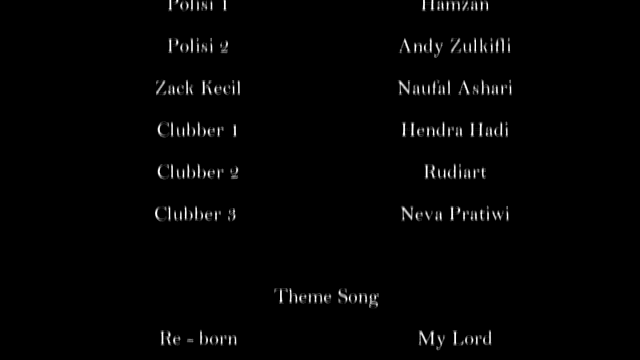 Polisi 1 Hamzah
Polisi 2 Andy Zulkifli
Zack Kecil Naufal Ashari
Clubber 1 Hendra Hadi
Clubber 2 Rudiart
Clubber 3 Neva Pratiwi
Theme Song
Re - born My Lord